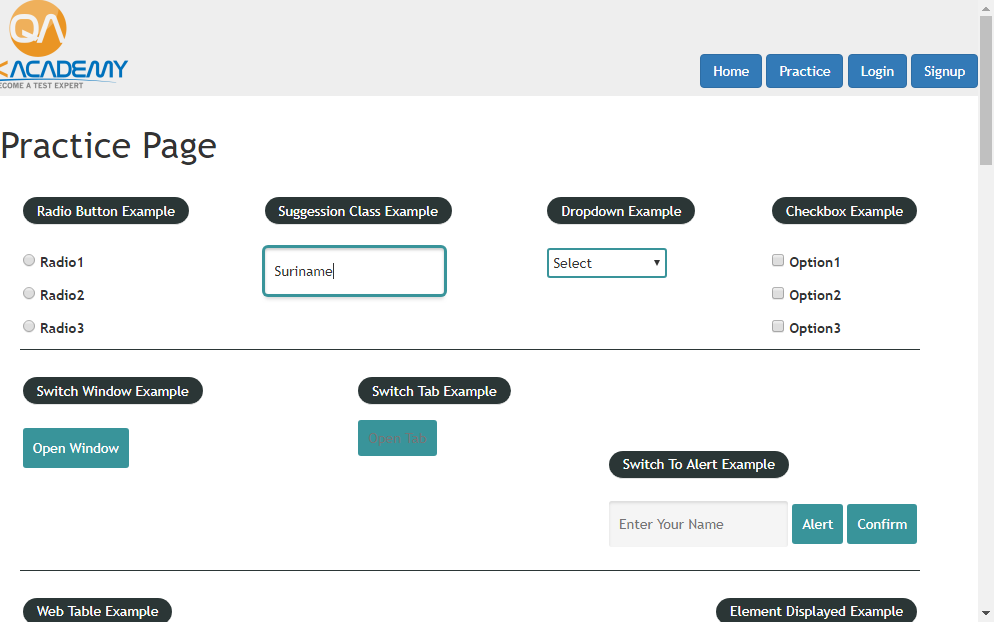 QA
ACADEMY
ECOME A TEST EXPERT
Home Practice Login Signup
Practice Page
Radio Button Example Suggession Class Example Dropdown Example Checkbox Example
Radio1 Suriname Select Option1
Radio2 Option2
Radio3 Option3
Switch Window Example Switch Tab Example
Open Window Open Tab
Switch To Alert Example
Enter Your Name Alert Confirm
Web Table Example Element Displayed Example